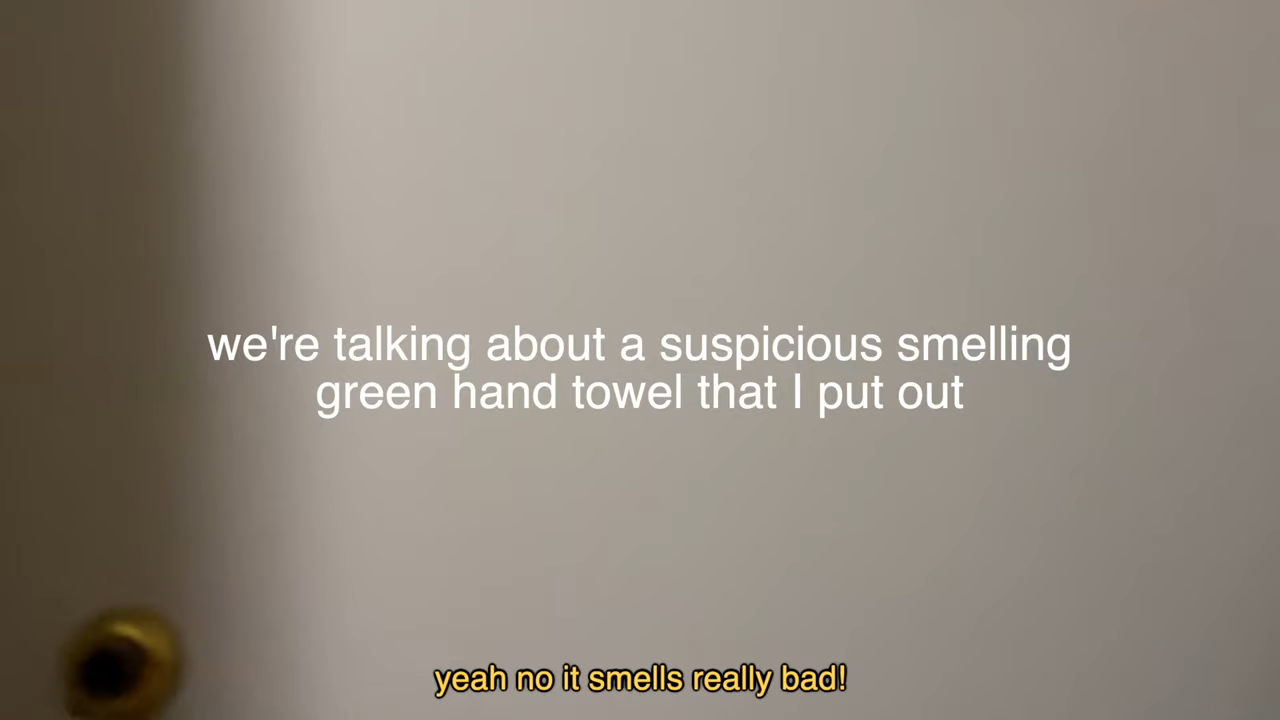 we're talking about a suspicious smelling
green hand towel that I put out
yeah no it smells really bad!